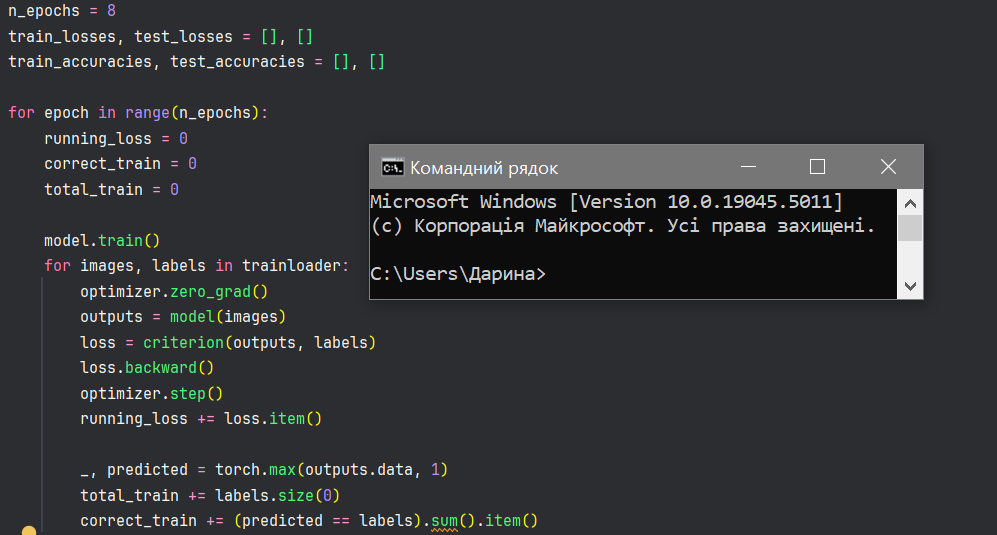 n_epochs = 8
train_losses, test_losses = [], []
train_accuracies, test_accuracies = [], []
for epoch in range(n_epochs):
running_loss = 0
correct_train = 0
total_train = 0
model.train()
for images, labels in trainloader:
optimizer.zero_grad()
outputs = model(images)
loss = criterion(outputs, labels)
loss.backward()
optimizer.step()
running_loss += loss.item()
_, predicted = torch.max(outputs.data, 1)
total_train += labels.size(0)
correct_train += (predicted == labels).sum().item()
Командний рядок
Microsoft Windows [Version 10.0.19045.5011]
(c) Корпорація Майкрософт. Усі права захищені.
C:\Users\Дарина>